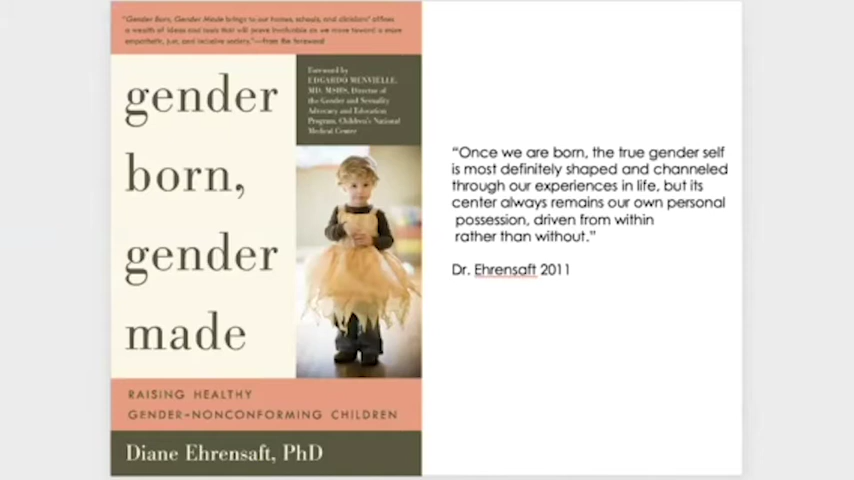 "Gender Born, Gender Made brings to our homes, schools, and clinicians' offices
a wealth of ideas and tools that will prove invaluable as we move toward a more
empathetic, just, and inclusive society."—from the foreword
gender
born,
gender
made
Foreword by
EDGARDO MENVIELLE,
MD, MSHS, Director of
the Gender and Sexuality
Advocacy and Education
Program, Children's National
Medical Center
RAISING HEALTHY
GENDER-NONCONFORMING CHILDREN
Diane Ehrensaft, PhD
"Once we are born, the true gender self
is most definitely shaped and channeled
through our experiences in life, but its
center always remains our own personal
possession, driven from within
rather than without."
Dr. Ehrensaft 2011